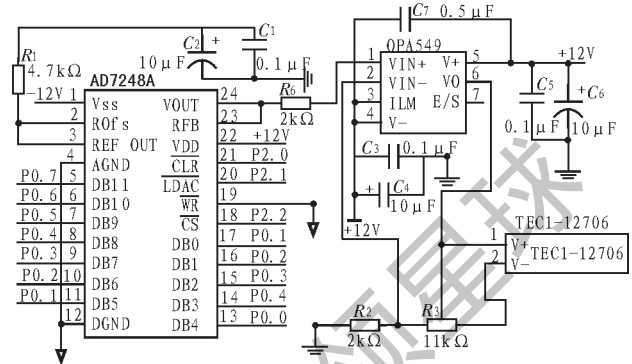 C7 0.5μF
R1
4.7kΩ
C2 +
10μF
C1
0.1μF
-12V
AD7248A
1 Vss
2 ROfs
3 REF OUT
4 AGND
P0.7 5 DB11
P0.6 6 DB10
P0.5 7 DB9
P0.4 8 DB8
P0.3 9 DB7
P0.2 10 DB6
P0.1 11 DB5
12 DGND
VOUT 24
RFB 23
VDD 22 +12V
CLR 21 P2.0
LDAC 20 P2.1
WR 19
CS 18 P2.2
DB0 17 P0.1
DB1 16 P0.2
DB2 15 P0.3
DB3 14 P0.4
DB4 13 P0.0
R6
2kΩ
OPA549
1 VIN+
2 VIN-
3 ILM
4 V-
V+ 5 +12V
VO 6
E/S 7
C5
0.1μF
+C6
10μF
C3 0.1μF
+ C4
10μF
+12V
R2
2kΩ
R3
11kΩ
TEC1-12706
1 V+
2 V-
TEC1-12706
领星球